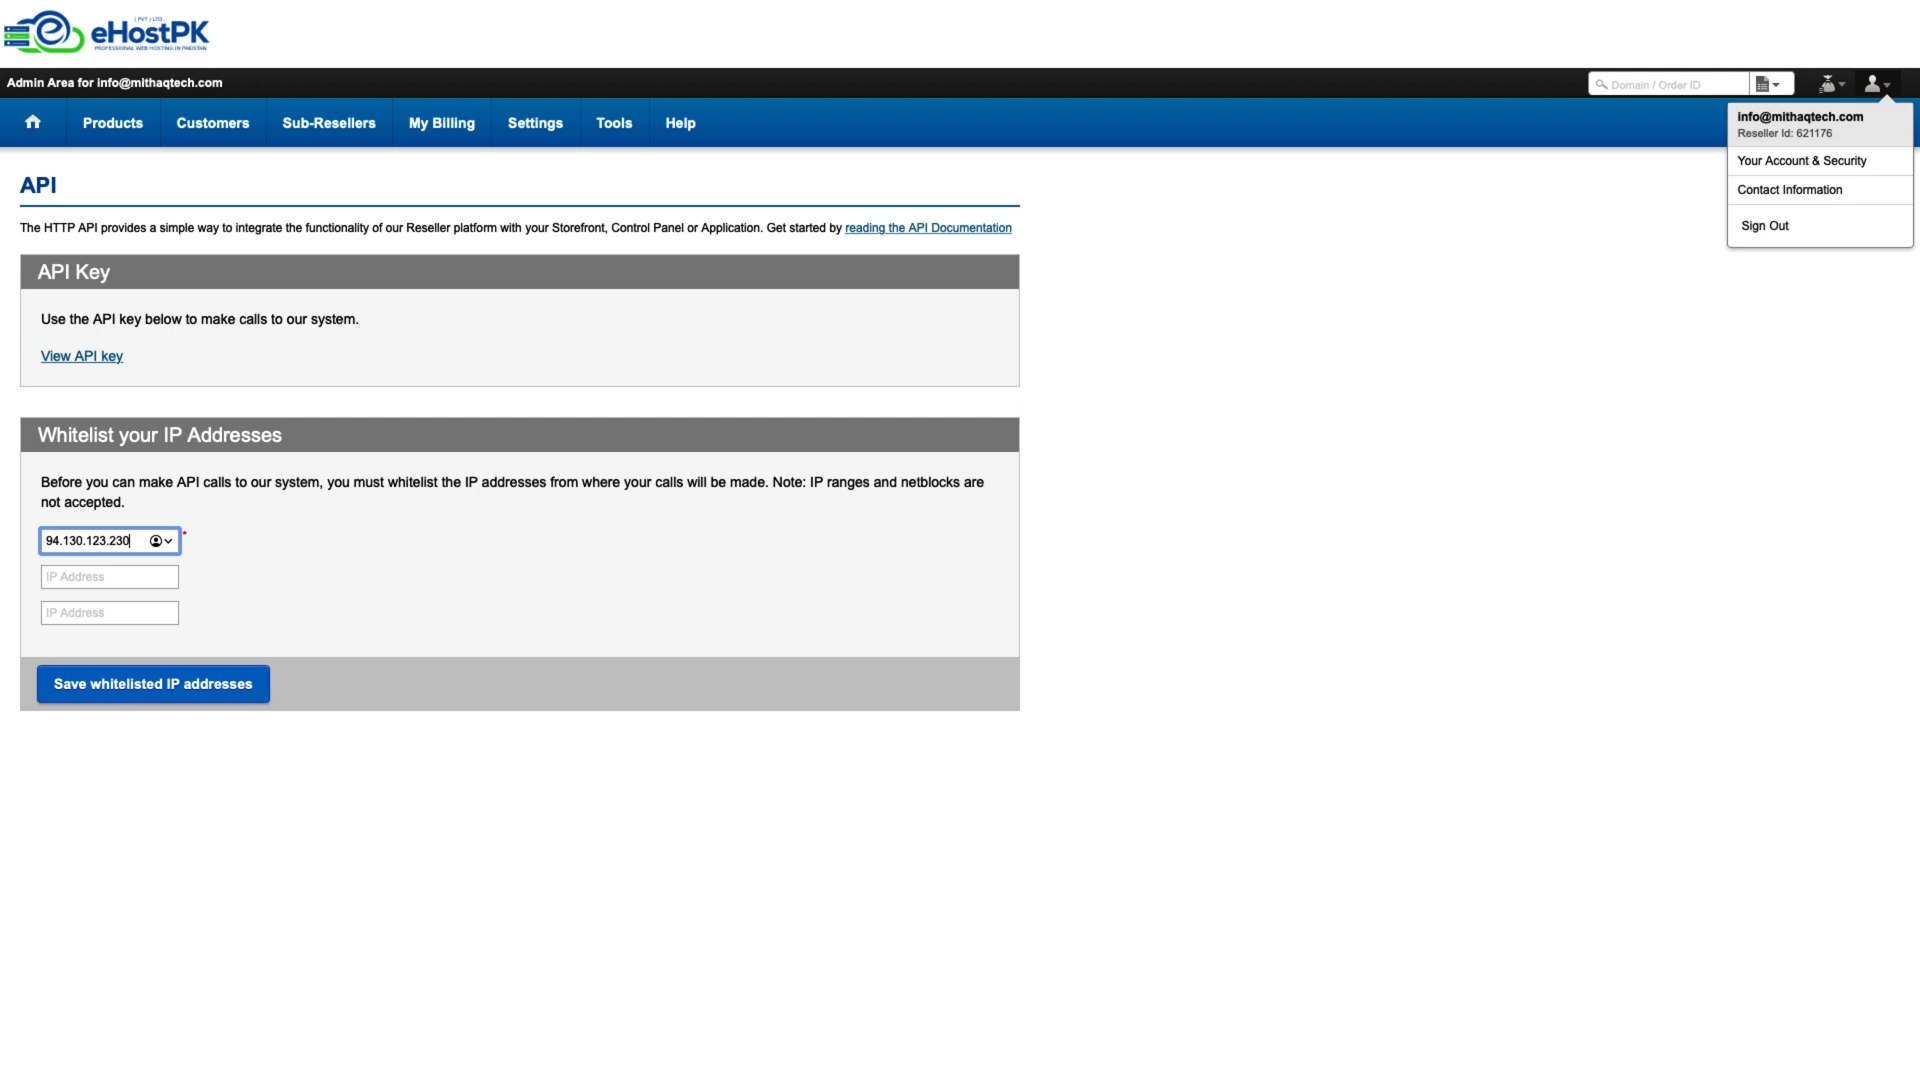 ( PVT ) LTD.
eHostPK
PROFESSIONAL WEB HOSTING IN PAKISTAN
Admin Area for info@mithaqtech.com
Domain / Order ID
Products Customers Sub-Resellers My Billing Settings Tools Help
info@mithaqtech.com
Reseller Id: 621176
Your Account & Security
Contact Information
Sign Out
API
The HTTP API provides a simple way to integrate the functionality of our Reseller platform with your Storefront, Control Panel or Application. Get started by reading the API Documentation
API Key
Use the API key below to make calls to our system.
View API key
Whitelist your IP Addresses
Before you can make API calls to our system, you must whitelist the IP addresses from where your calls will be made. Note: IP ranges and netblocks are
not accepted.
94.130.123.230 *
IP Address
IP Address
Save whitelisted IP addresses